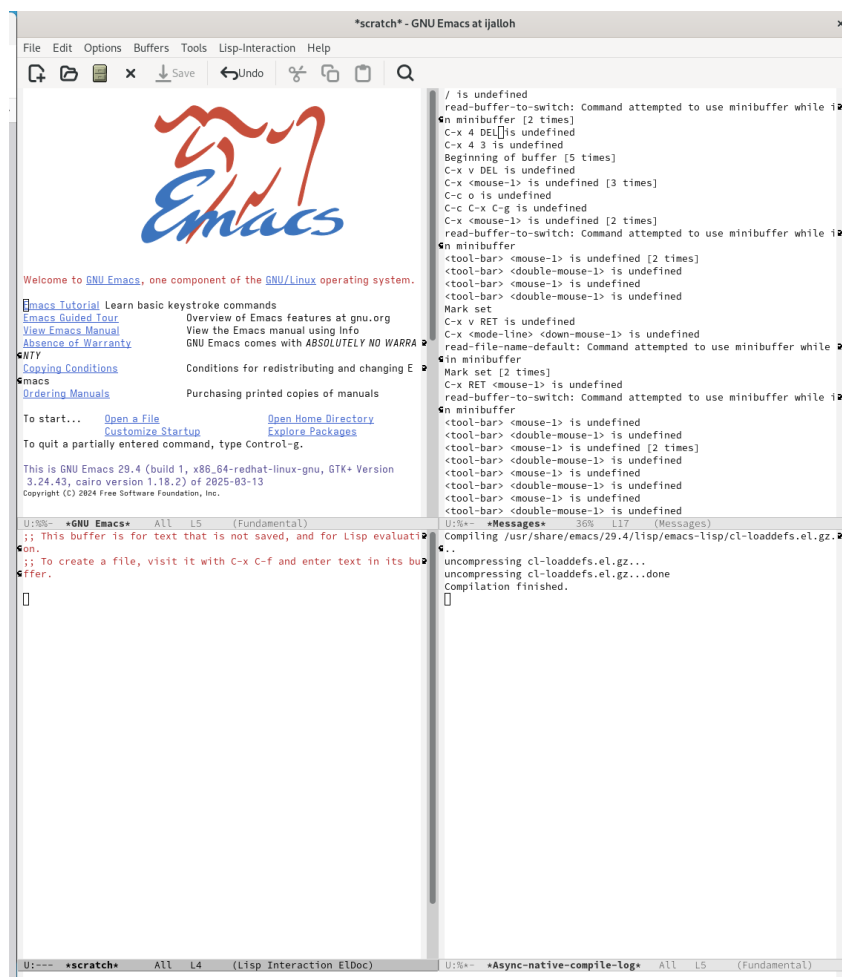 *scratch* - GNU Emacs at ijalloh
File Edit Options Buffers Tools Lisp-Interaction Help
Save Undo
Emacs
Welcome to GNU Emacs, one component of the GNU/Linux operating system.
Emacs Tutorial Learn basic keystroke commands
Emacs Guided Tour Overview of Emacs features at gnu.org
View Emacs Manual View the Emacs manual using Info
Absence of Warranty GNU Emacs comes with ABSOLUTELY NO WARRA
NTY
Copying Conditions Conditions for redistributing and changing E
macs
Ordering Manuals Purchasing printed copies of manuals
To start... Open a File Open Home Directory
Customize Startup Explore Packages
To quit a partially entered command, type Control-g.
This is GNU Emacs 29.4 (build 1, x86_64-redhat-linux-gnu, GTK+ Version
3.24.43, cairo version 1.18.2) of 2025-03-13
Copyright (C) 2024 Free Software Foundation, Inc.
U:%%- *GNU Emacs* All L5 (Fundamental)
/ is undefined
read-buffer-to-switch: Command attempted to use minibuffer while i
n minibuffer [2 times]
C-x 4 DEL is undefined
C-x 4 3 is undefined
Beginning of buffer [5 times]
C-x v DEL is undefined
C-x <mouse-1> is undefined [3 times]
C-c o is undefined
C-c C-x C-g is undefined
C-x <mouse-1> is undefined [2 times]
read-buffer-to-switch: Command attempted to use minibuffer while i
n minibuffer
<tool-bar> <mouse-1> is undefined [2 times]
<tool-bar> <double-mouse-1> is undefined
<tool-bar> <mouse-1> is undefined
<tool-bar> <double-mouse-1> is undefined
Mark set
C-x v RET is undefined
C-x <mode-line> <down-mouse-1> is undefined
read-file-name-default: Command attempted to use minibuffer while
in minibuffer
Mark set [2 times]
C-x RET <mouse-1> is undefined
read-buffer-to-switch: Command attempted to use minibuffer while i
n minibuffer
<tool-bar> <mouse-1> is undefined
<tool-bar> <double-mouse-1> is undefined
<tool-bar> <mouse-1> is undefined [2 times]
<tool-bar> <double-mouse-1> is undefined
<tool-bar> <mouse-1> is undefined
<tool-bar> <double-mouse-1> is undefined
<tool-bar> <mouse-1> is undefined
<tool-bar> <double-mouse-1> is undefined
U:%*- *Messages* 36% L17 (Messages)
;; This buffer is for text that is not saved, and for Lisp evaluati
on.
;; To create a file, visit it with C-x C-f and enter text in its bu
ffer.
U:--- *scratch* All L4 (Lisp Interaction ElDoc)
Compiling /usr/share/emacs/29.4/lisp/emacs-lisp/cl-loaddefs.el.gz.
..
uncompressing cl-loaddefs.el.gz...
uncompressing cl-loaddefs.el.gz...done
Compilation finished.
U:%*- *Async-native-compile-log* All L5 (Fundamental)